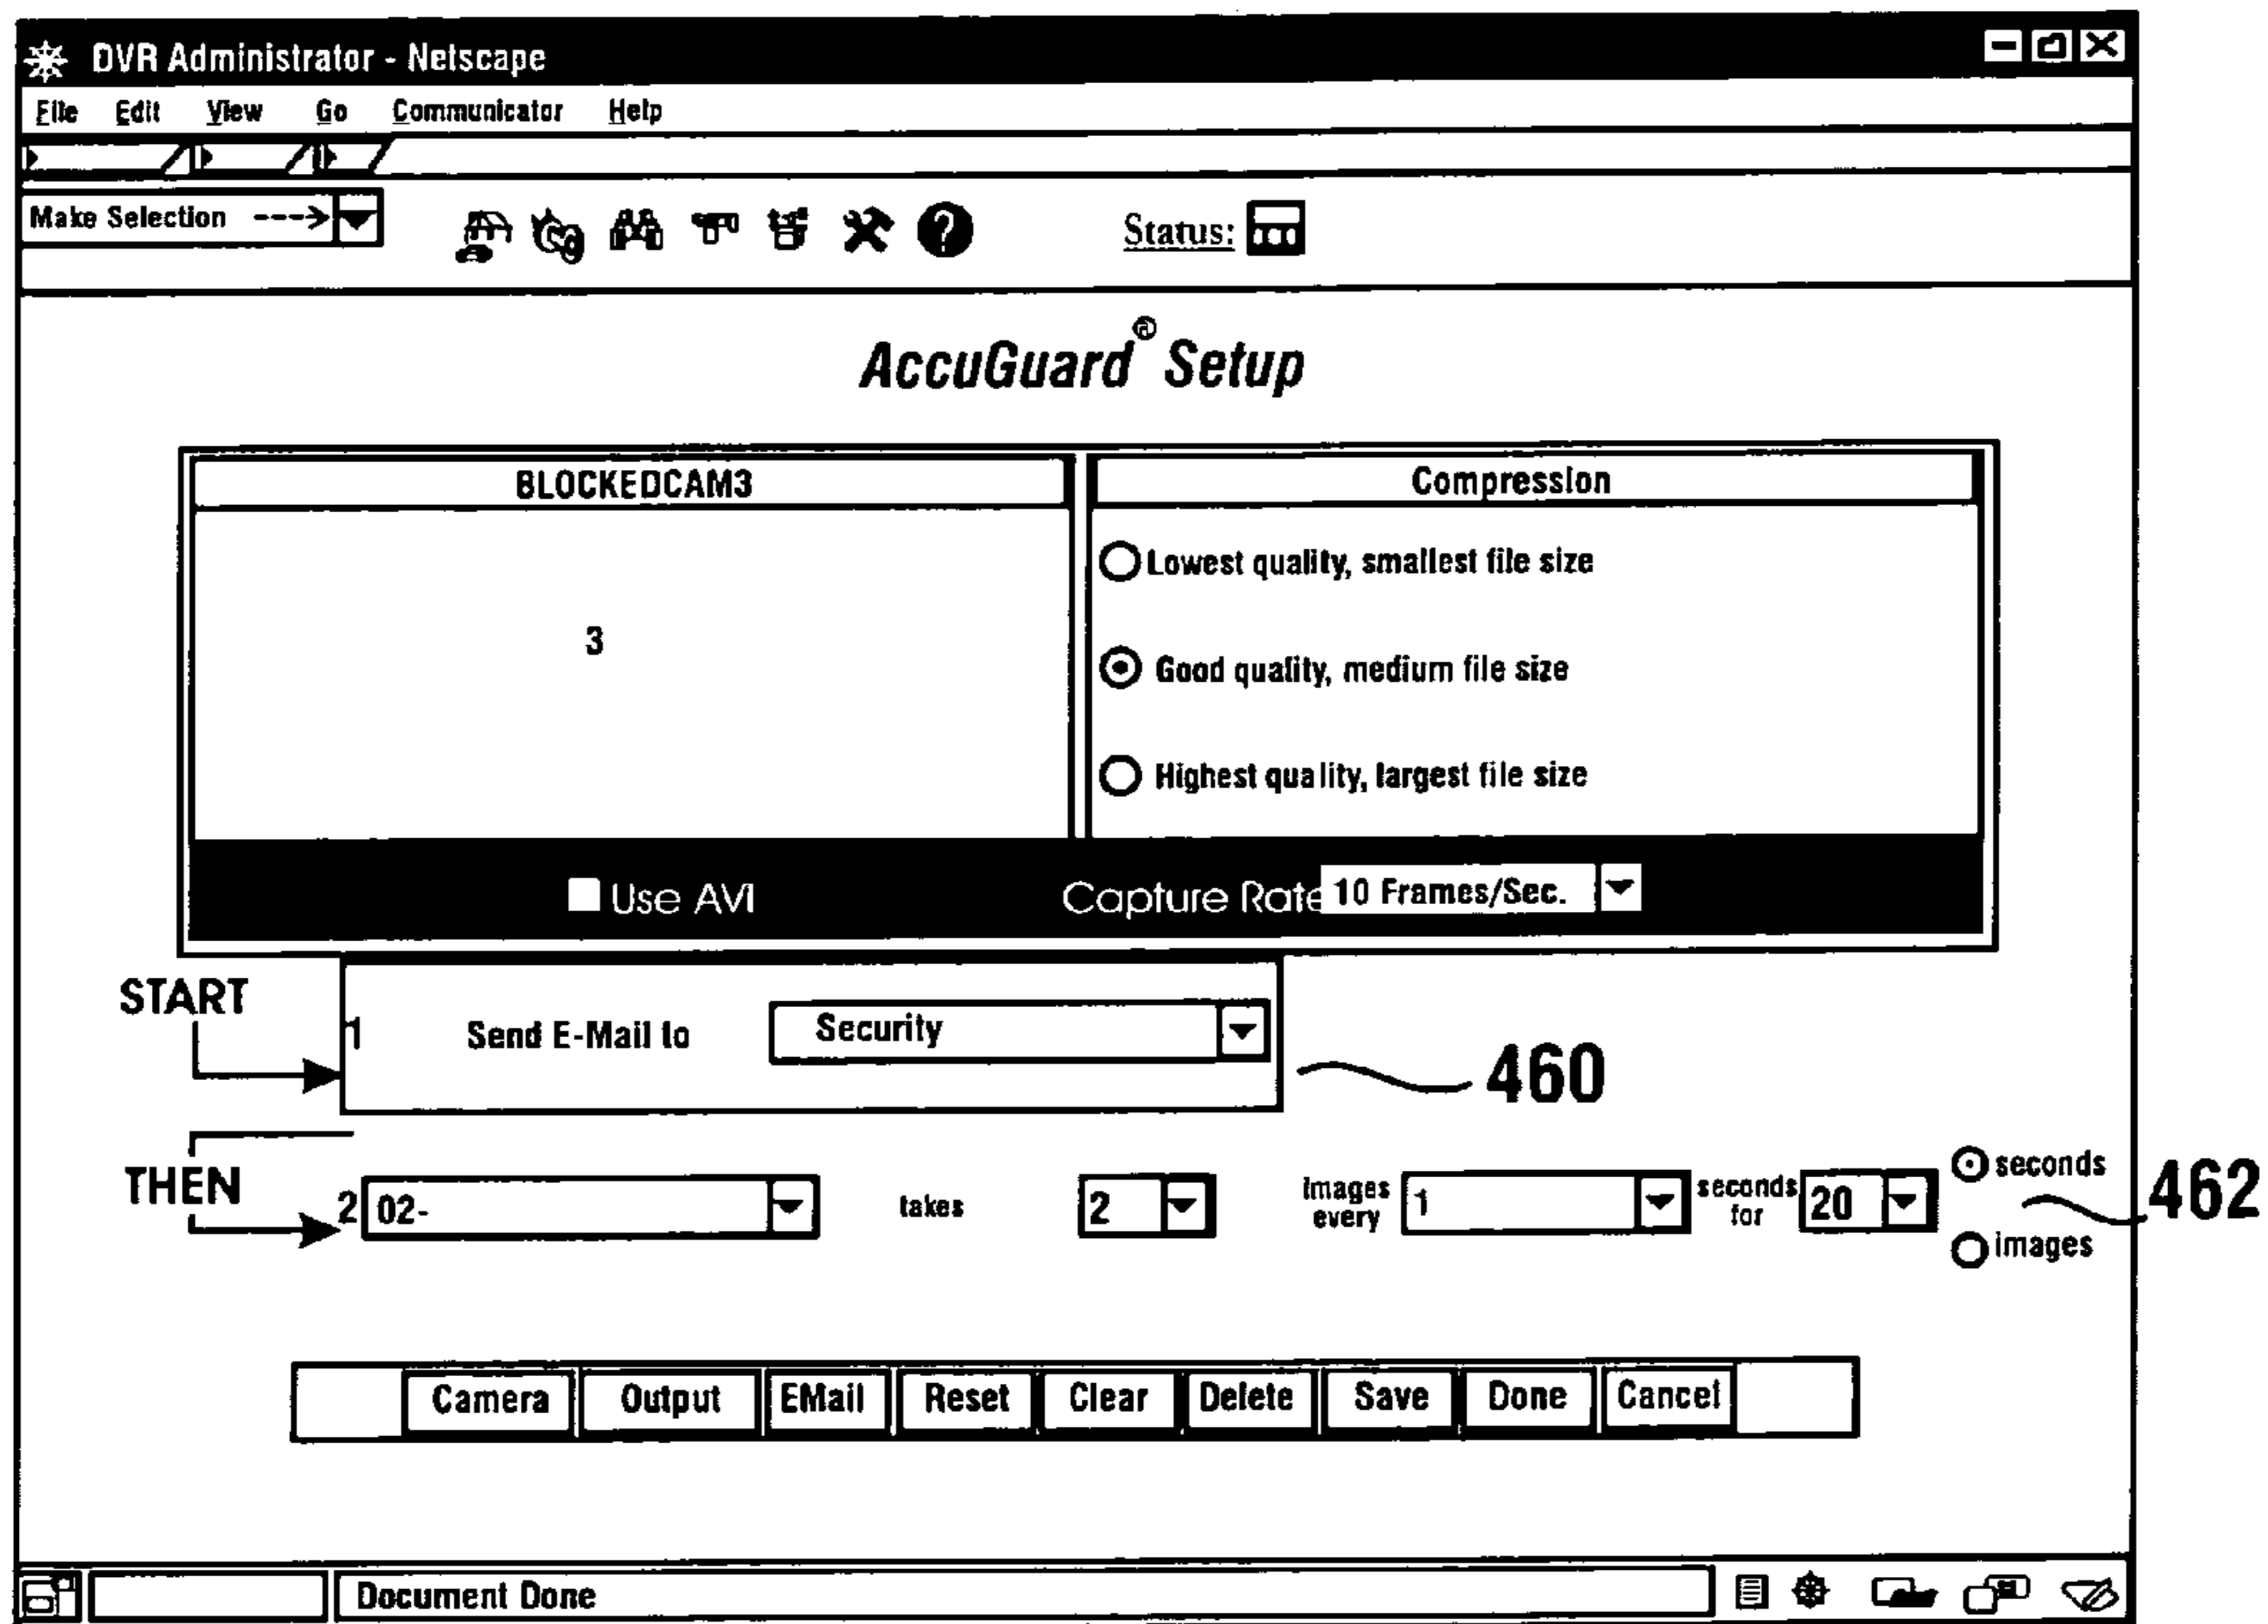 DVR Administrator - Netscape
File Edit View Go Communicator Help
Make Selection ---->
Status:
AccuGuard® Setup
BLOCKEDCAM3 Compression
Lowest quality, smallest file size
3
Good quality, medium file size
Highest quality, largest file size
Use AVI Capture Rate 10 Frames/Sec.
START
1 Send E-Mail to Security
460
THEN
2 02- takes 2 images every 1 seconds for 20 seconds
images
462
Camera Output EMail Reset Clear Delete Save Done Cancel
Document Done